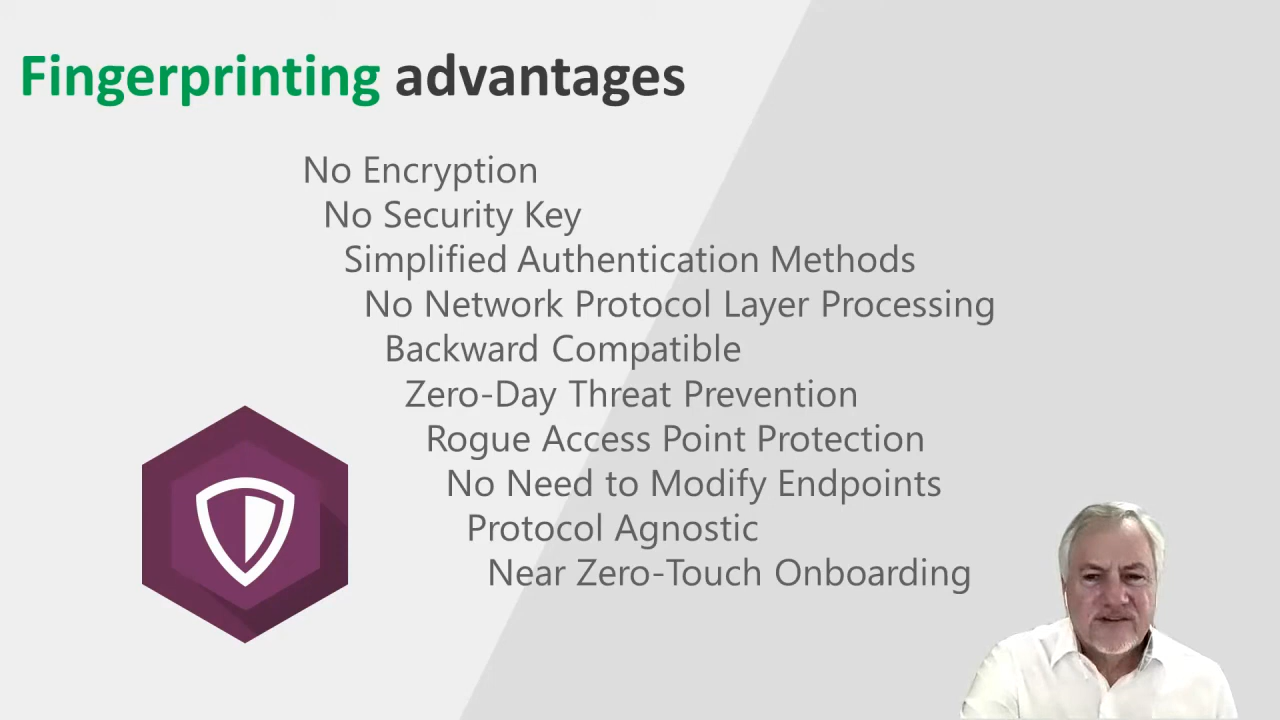 Fingerprinting advantages
No Encryption
No Security Key
Simplified Authentication Methods
No Network Protocol Layer Processing
Backward Compatible
Zero-Day Threat Prevention
Rogue Access Point Protection
No Need to Modify Endpoints
Protocol Agnostic
Near Zero-Touch Onboarding